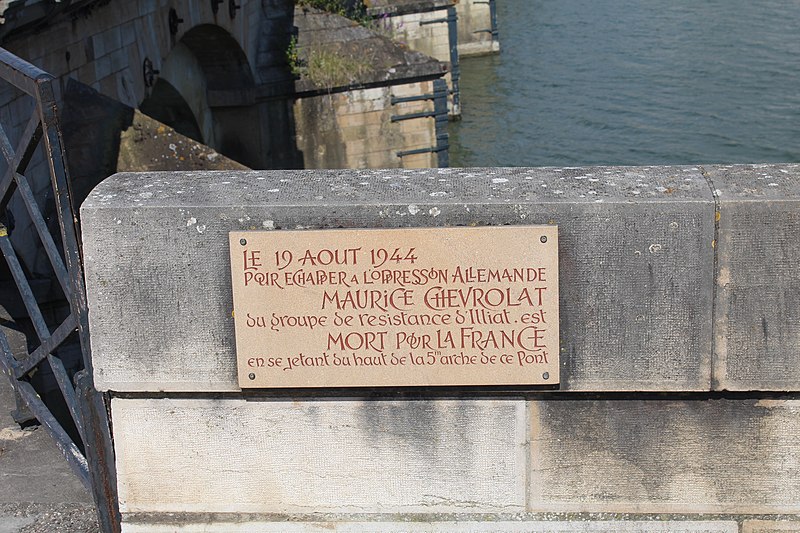 LE 19 AOUT 1944
POUR ECHAPPER A L'OPPRESSION ALLEMANDE
MAURICE CHEVROLAT
du groupe de resistance d'Illiat. est
MORT POUR LA FRANCE
en se jetant du haut de la 5me arche de ce Pont